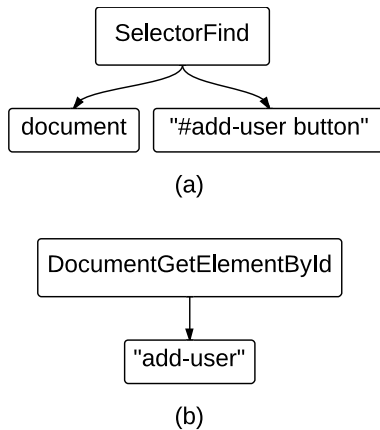 SelectorFind
document
"#add-user button"
(a)
DocumentGetElementById
"add-user"
(b)